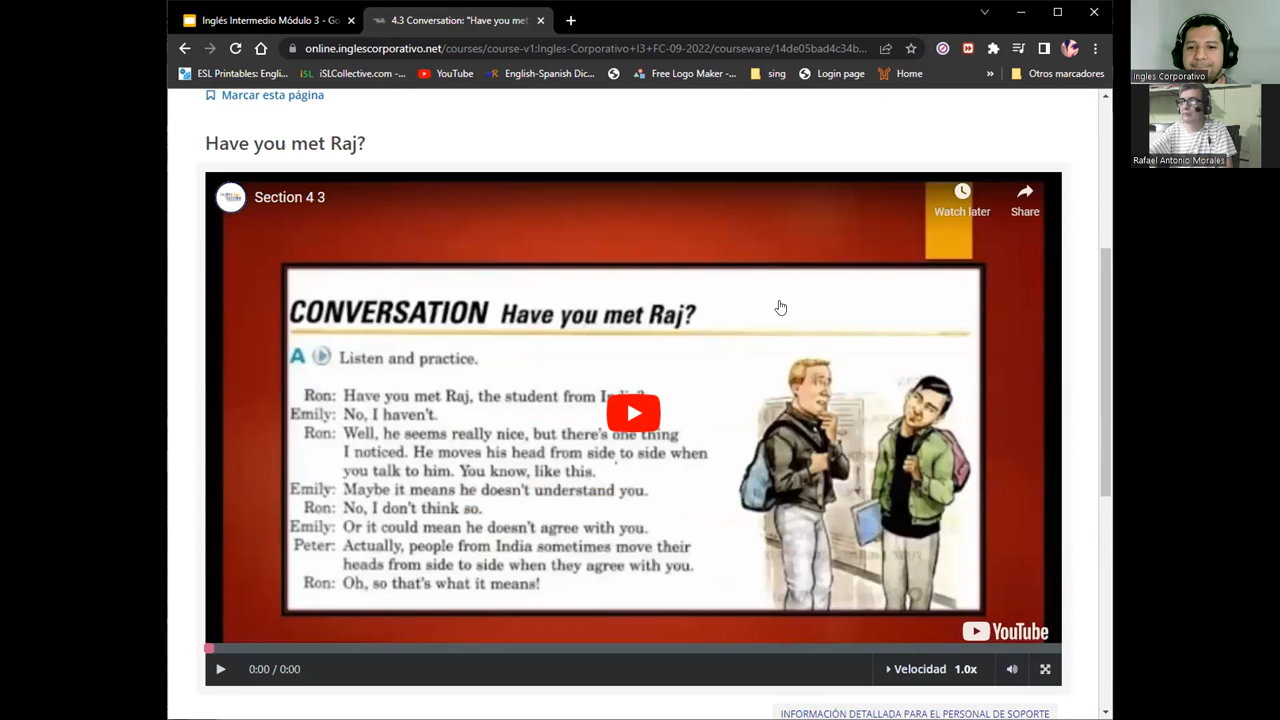 Inglés Intermedio Módulo 3 - Go
4.3 Conversation: "Have you met
online.inglescorporativo.net/courses/course-v1:Ingles-Corporativo+I3+FC-09-2022/courseware/14de05bad4c34b...
ESL Printables: Engli...
iSLCollective.com -...
YouTube
English-Spanish Dic...
Free Logo Maker -...
sing
Login page
Home
»
Otros marcadores
Ingles Corporativo
Rafael Antonio Morales
Marcar esta página
Have you met Raj?
Section 4 3
Watch later
Share
CONVERSATION Have you met Raj?
A Listen and practice.
Ron: Have you met Raj, the student from
Emily: No, I haven't.
Ron: Well, he seems really nice, but there's one thing
I noticed. He moves his head from side to side when
you talk to him. You know, like this.
Emily: Maybe it means he doesn't understand you.
Ron: No, I don't think so.
Emily: Or it could mean he doesn't agree with you.
Peter: Actually, people from India sometimes move their
heads from side to side when they agree with you.
Ron: Oh, so that's what it means!
YouTube
0:00 / 0:00
Velocidad 1.0x
INFORMACIÓN DETALLADA PARA EL PERSONAL DE SOPORTE